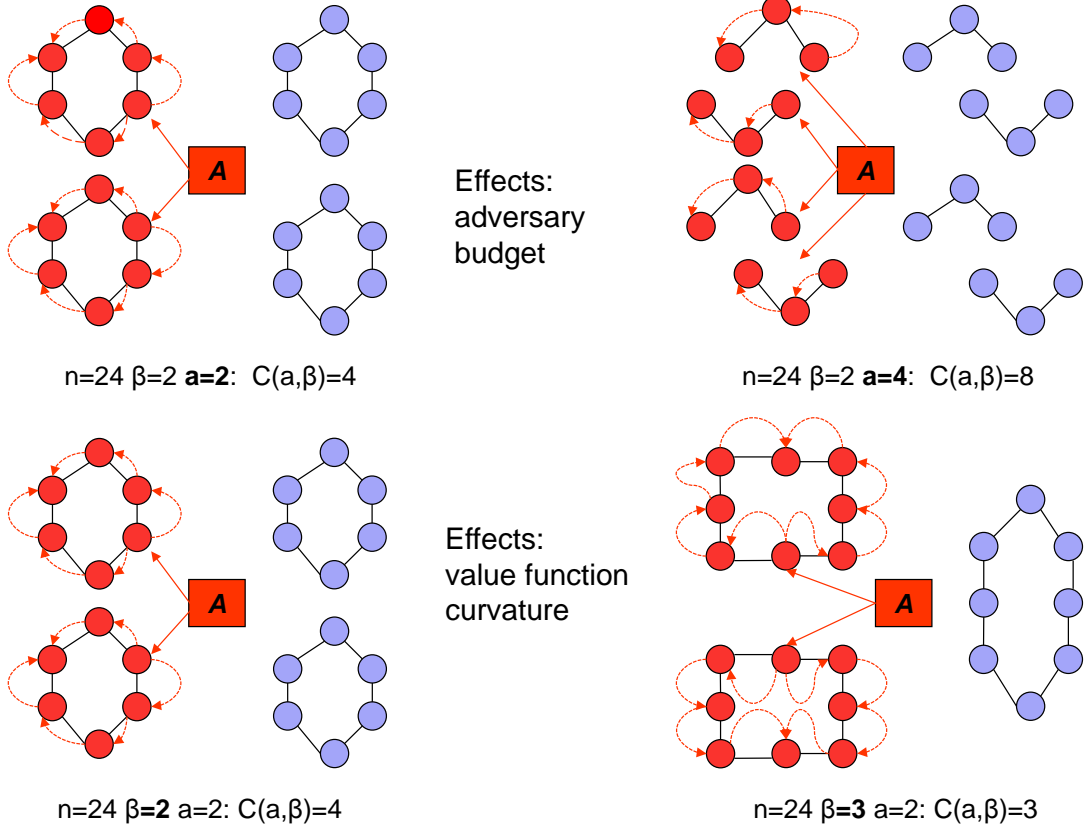 A
A
Effects:
adversary
budget
n=24 β=2 a=2: C(a,β)=4
n=24 β=2 a=4: C(a,β)=8
A
A
Effects:
value function
curvature
n=24 β=2 a=2: C(a,β)=4
n=24 β=3 a=2: C(a,β)=3